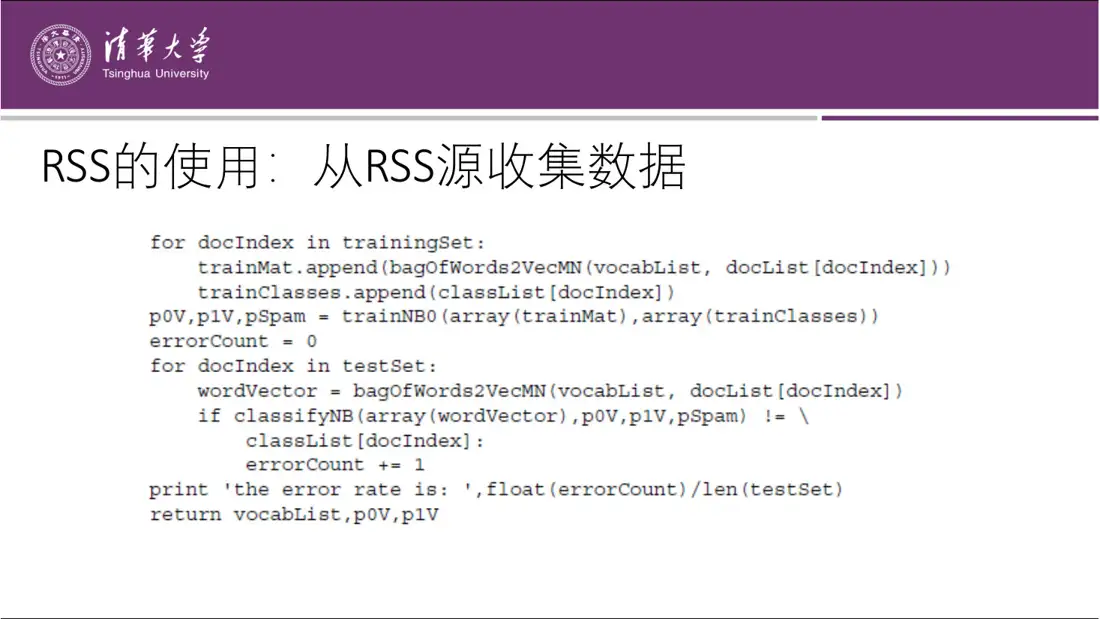 清华大学
Tsinghua University
RSS的使用：从RSS源收集数据
for docIndex in trainingSet:
    trainMat.append(bagOfWords2VecMN(vocabList, docList[docIndex]))
    trainClasses.append(classList[docIndex])
p0V,p1V,pSpam = trainNB0(array(trainMat),array(trainClasses))
errorCount = 0
for docIndex in testSet:
    wordVector = bagOfWords2VecMN(vocabList, docList[docIndex])
    if classifyNB(array(wordVector),p0V,p1V,pSpam) != \
        classList[docIndex]:
        errorCount += 1
print 'the error rate is: ',float(errorCount)/len(testSet)
return vocabList,p0V,p1V